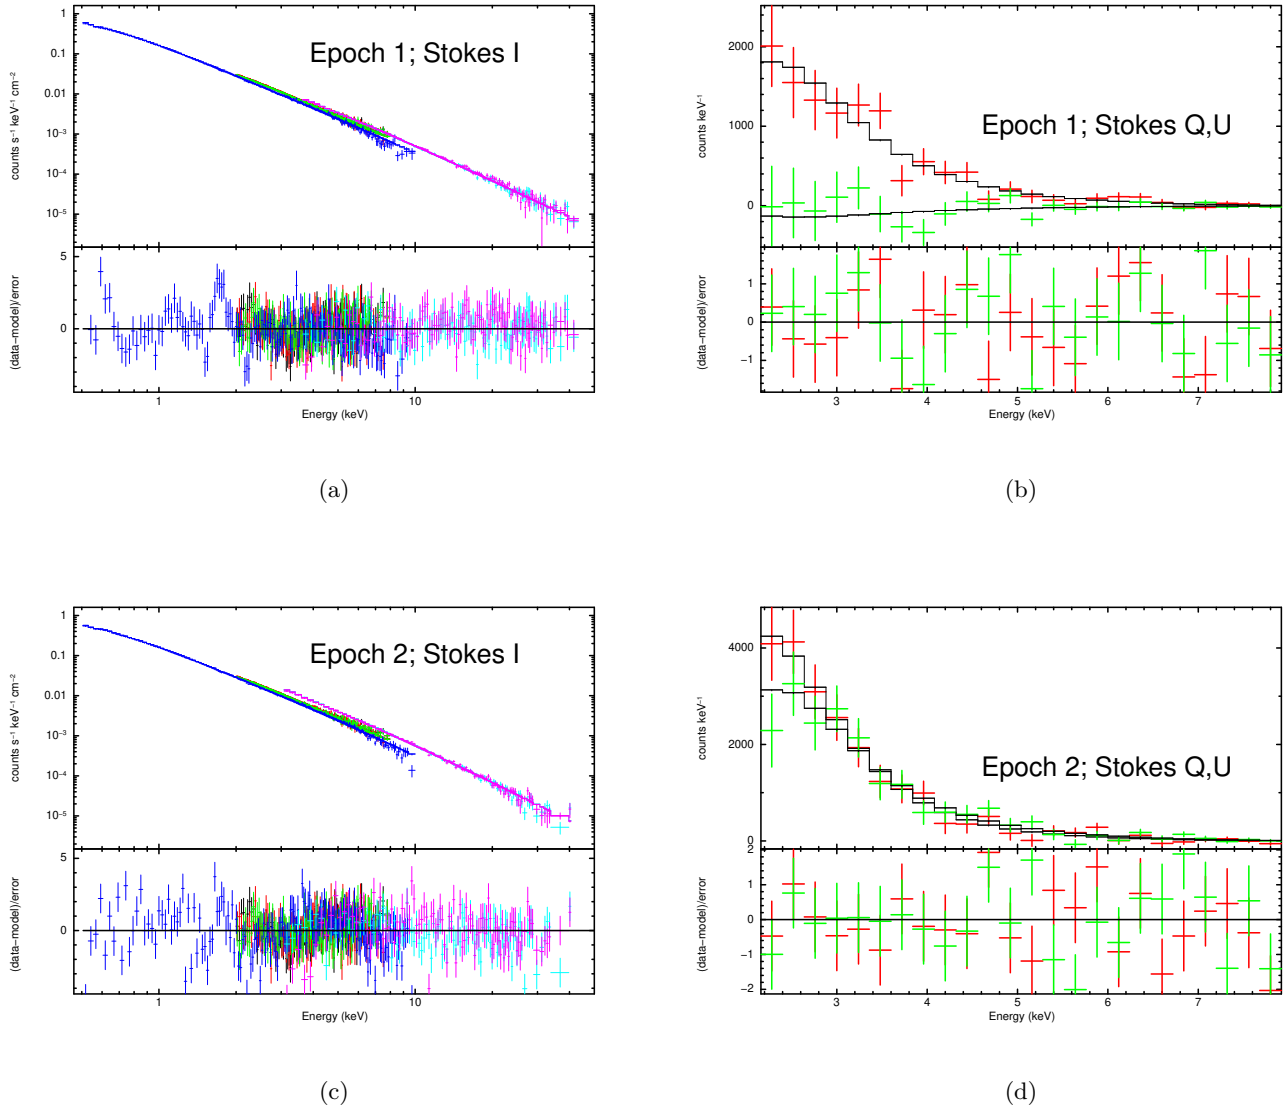 Epoch 1; Stokes I
counts s⁻¹ keV⁻¹ cm⁻²
1
0.1
0.01
10⁻³
10⁻⁴
10⁻⁵
(data−model)/error
5
0
1
10
Energy (keV)
(a)
Epoch 1; Stokes Q,U
counts keV⁻¹
2000
1000
0
(data−model)/error
1
0
−1
3
4
5
6
7
Energy (keV)
(b)
Epoch 2; Stokes I
counts s⁻¹ keV⁻¹ cm⁻²
1
0.1
0.01
10⁻³
10⁻⁴
10⁻⁵
(data−model)/error
5
0
1
10
Energy (keV)
(c)
Epoch 2; Stokes Q,U
counts keV⁻¹
4000
2000
0
(data−model)/error
2
1
0
−1
−2
3
4
5
6
7
Energy (keV)
(d)